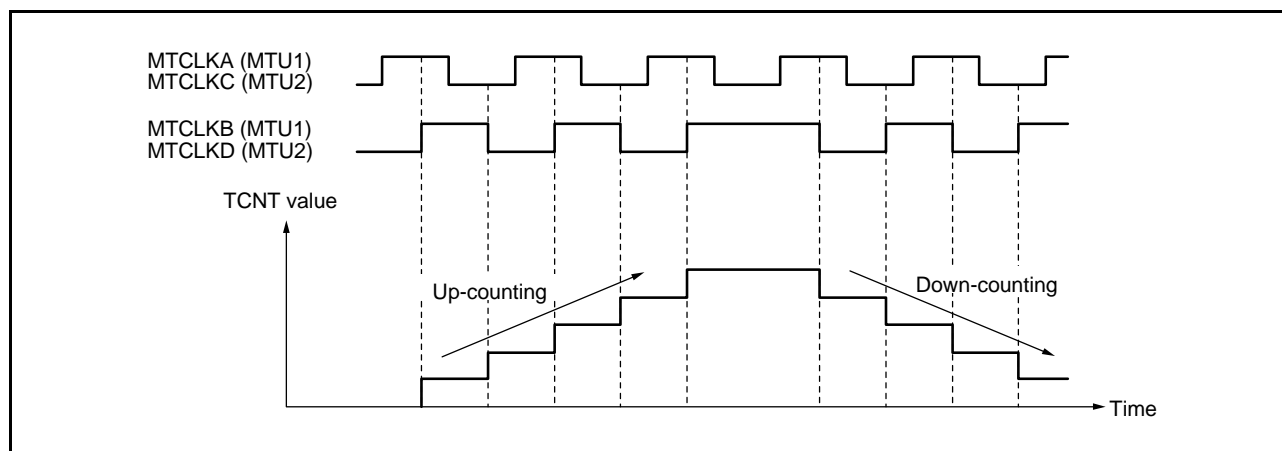 MTCLKA (MTU1)
MTCLKC (MTU2)
MTCLKB (MTU1)
MTCLKD (MTU2)
TCNT value
Up-counting
Down-counting
Time